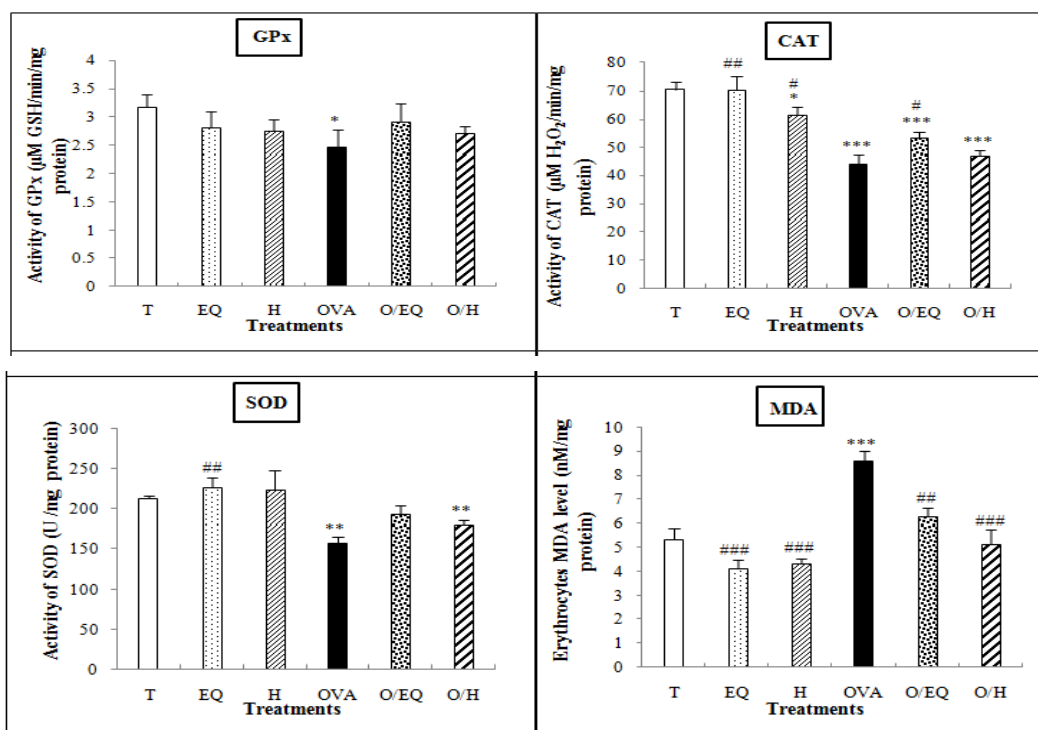 GPx
Activity of GPx (µM GSH/min/mg
protein)
4
3.5
3
2.5
2
1.5
1
0.5
0
*
T EQ H OVA O/EQ O/H
Treatments
CAT
Activity of CAT (µM H₂O₂/min/mg
protein)
80
70
60
50
40
30
20
10
0
##
#
*
***
#
***
***
T EQ H OVA O/EQ O/H
Treatments
SOD
Activity of SOD (U /mg protein)
300
250
200
150
100
50
0
##
**
**
T EQ H OVA O/EQ O/H
Treatments
MDA
Erythrocytes MDA level (nM/mg
protein)
10
9
8
7
6
5
4
3
2
1
0
###
###
***
##
###
T EQ H OVA O/EQ O/H
Treatments